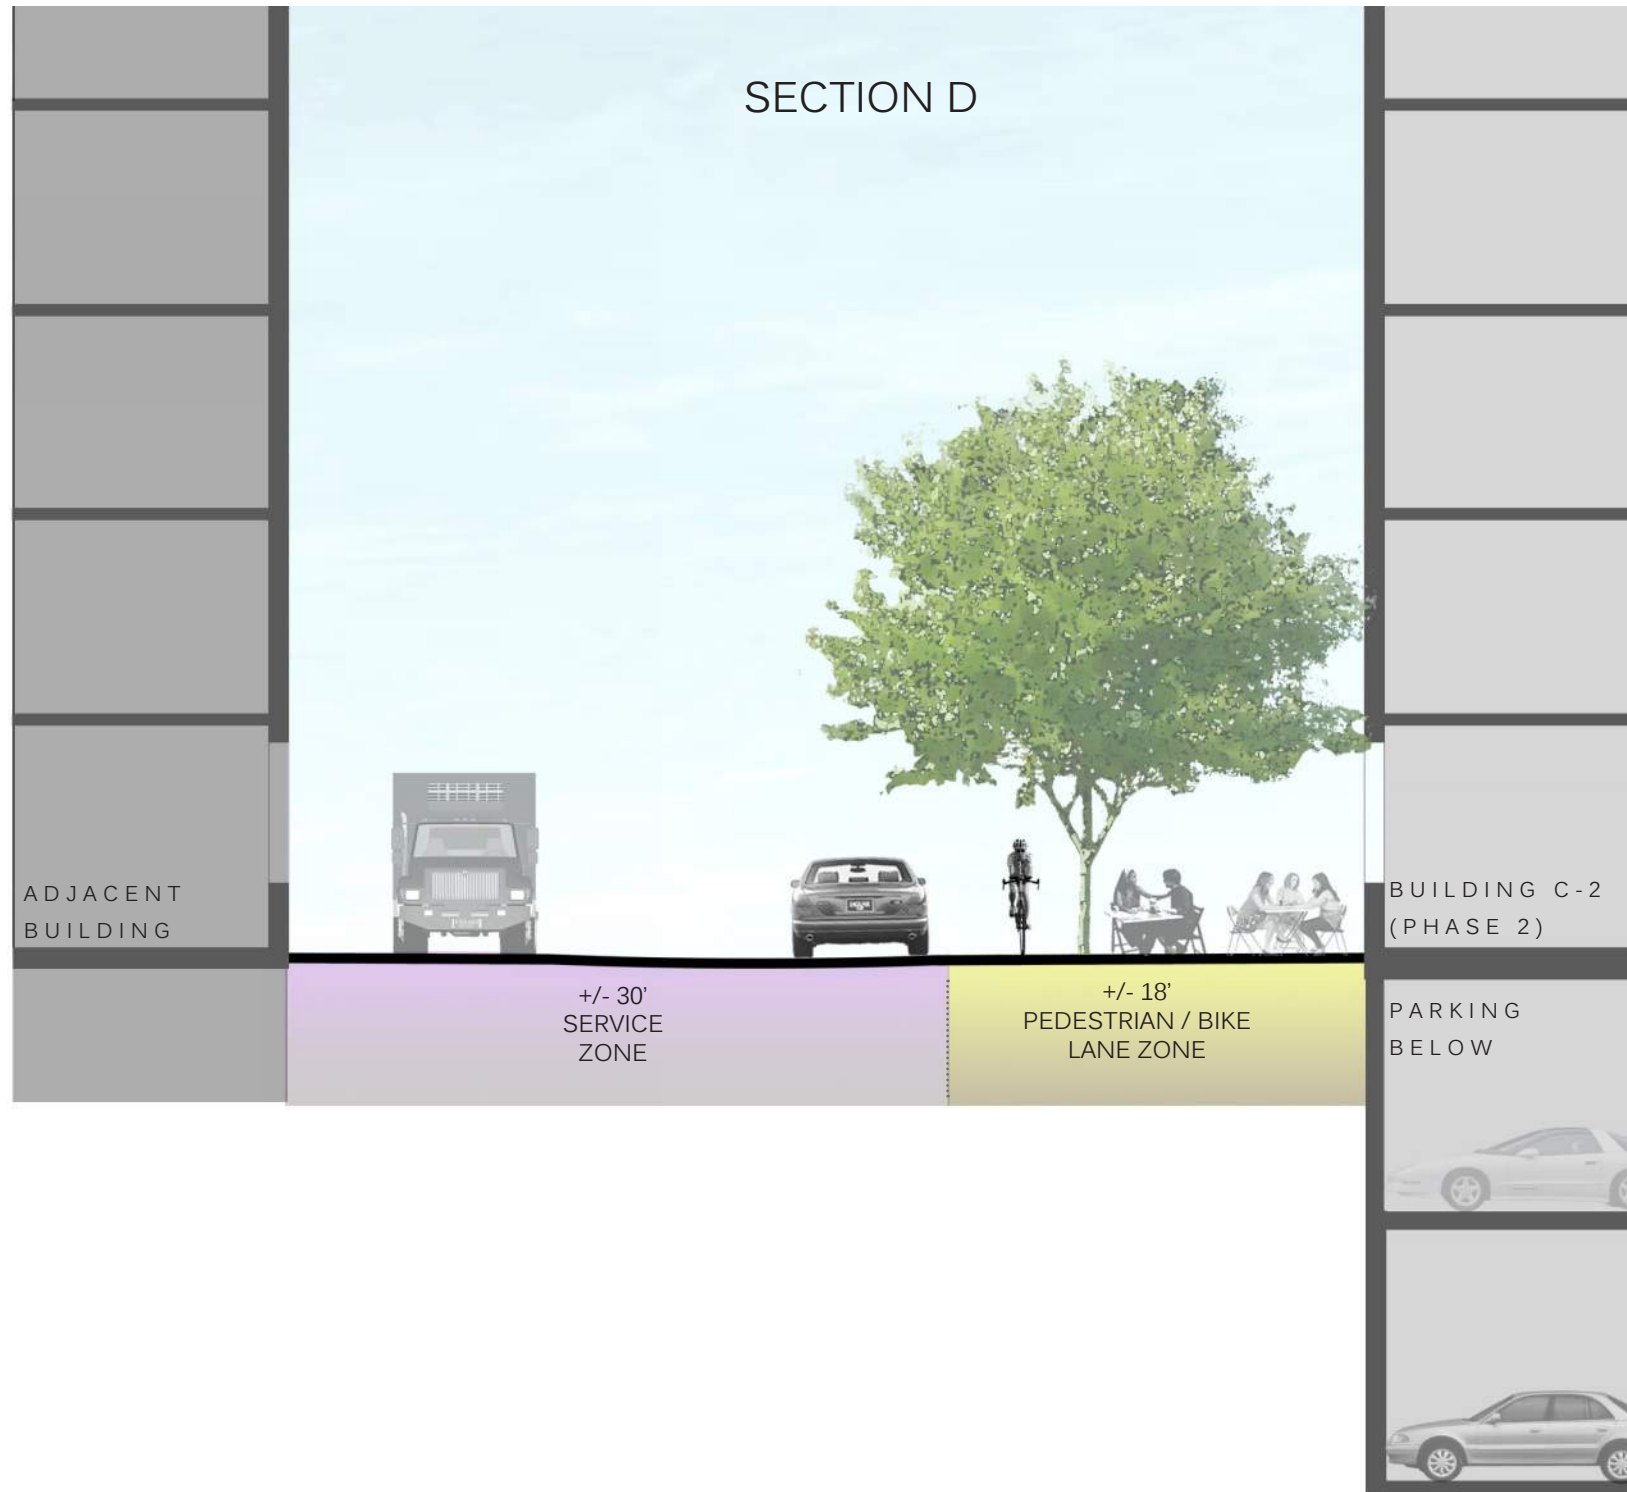 SECTION D
ADJACENT
BUILDING
BUILDING C-2
(PHASE 2)
+/- 30’
SERVICE
ZONE
+/- 18’
PEDESTRIAN / BIKE
LANE ZONE
PARKING
BELOW